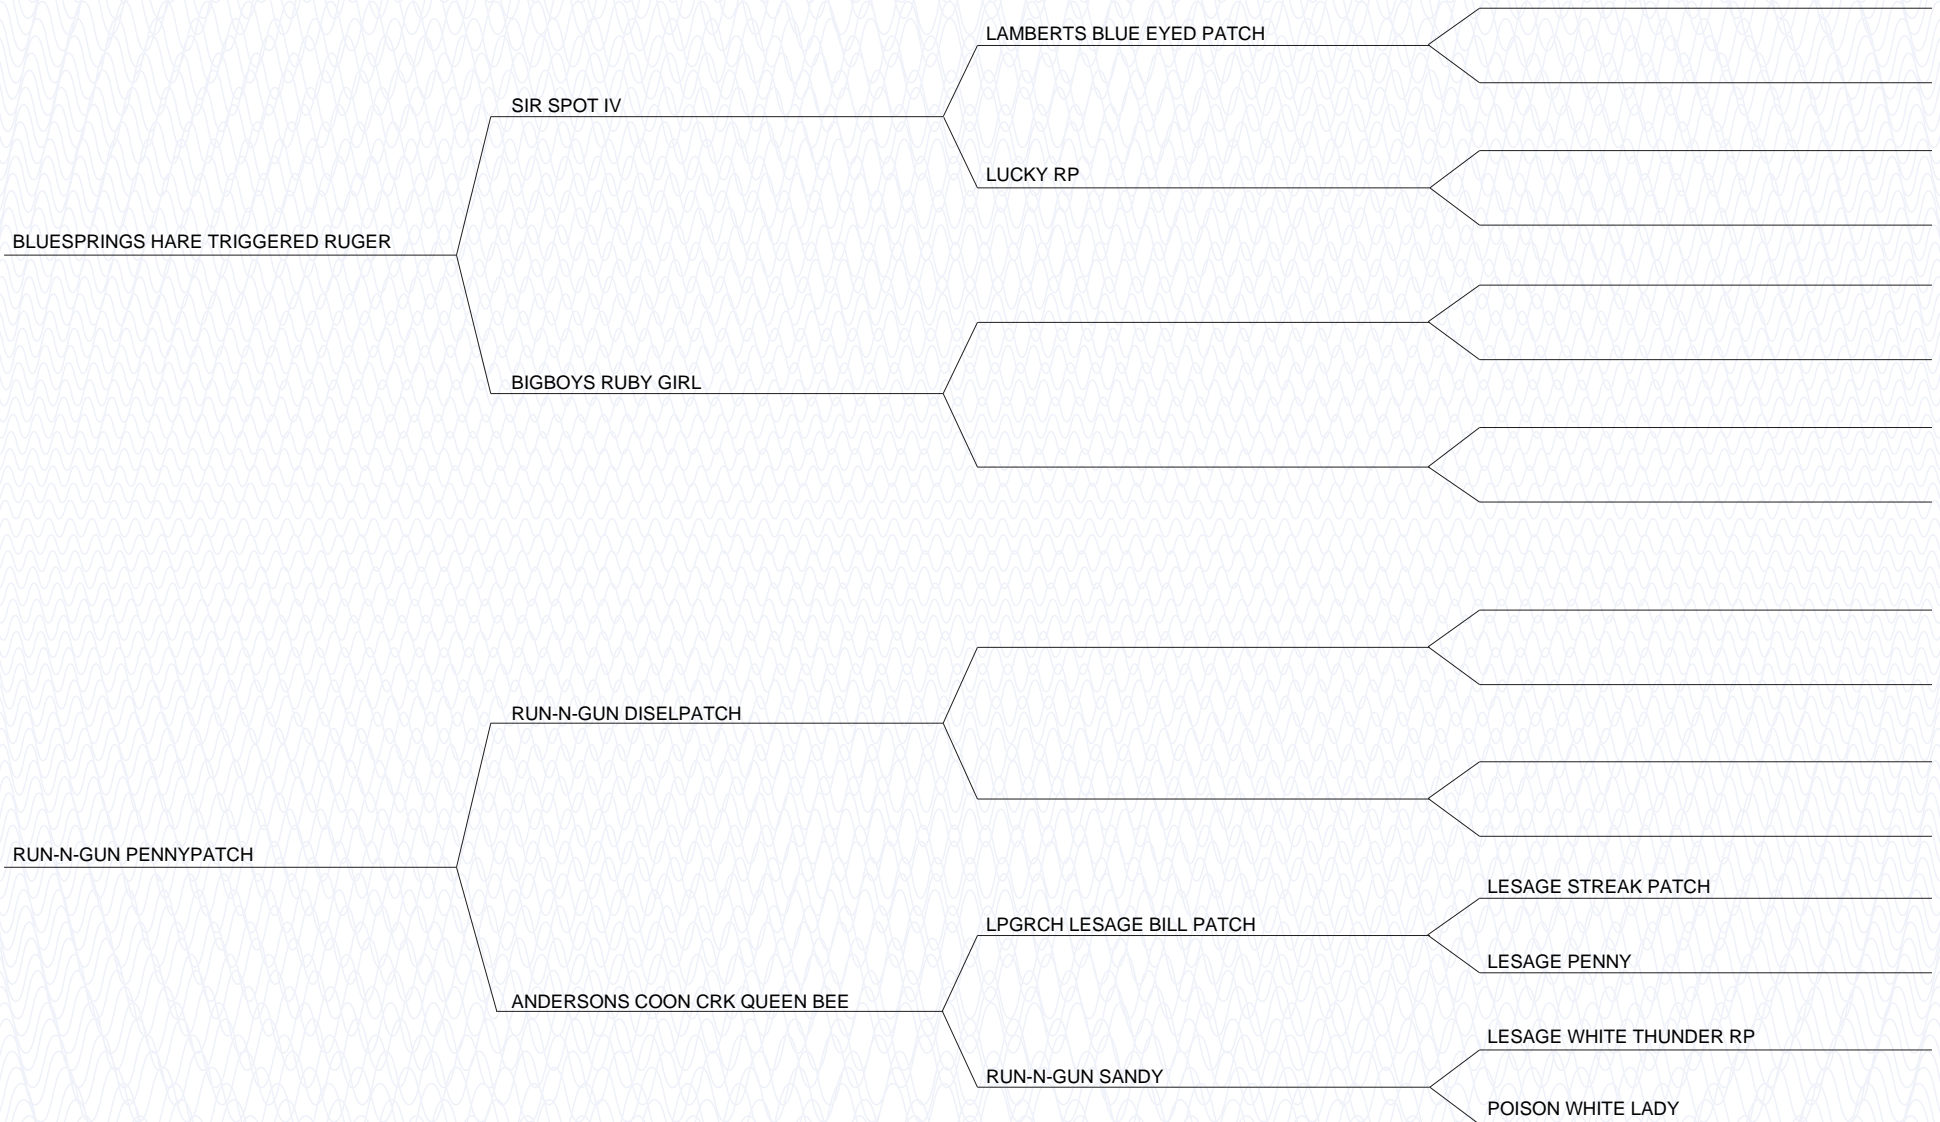 LAMBERTS BLUE EYED PATCH
SIR SPOT IV
LUCKY RP
BLUESPRINGS HARE TRIGGERED RUGER
BIGBOYS RUBY GIRL
RUN-N-GUN DISELPATCH
RUN-N-GUN PENNYPATCH
LESAGE STREAK PATCH
LPGRCH LESAGE BILL PATCH
LESAGE PENNY
ANDERSONS COON CRK QUEEN BEE
LESAGE WHITE THUNDER RP
RUN-N-GUN SANDY
POISON WHITE LADY